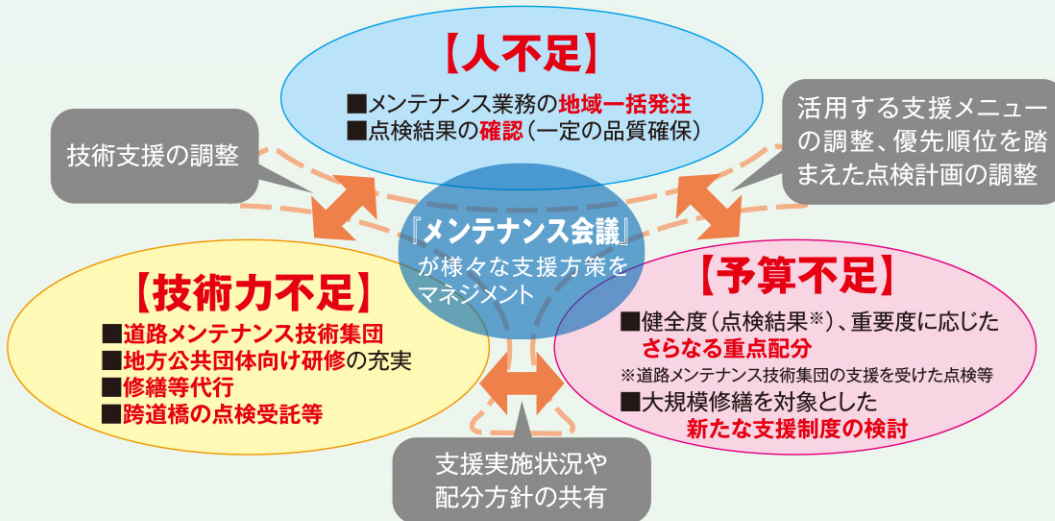 【人不足】
■メンテナンス業務の地域一括発注
■点検結果の確認(一定の品質確保)
技術支援の調整
活用する支援メニュー
の調整、優先順位を踏
まえた点検計画の調整
『メンテナンス会議』
が様々な支援方策を
マネジメント
【技術力不足】
■道路メンテナンス技術集団
■地方公共団体向け研修の充実
■修繕等代行
■跨道橋の点検受託等
【予算不足】
■健全度(点検結果※)、重要度に応じた
さらなる重点配分
※道路メンテナンス技術集団の支援を受けた点検等
■大規模修繕を対象とした
新たな支援制度の検討
支援実施状況や
配分方針の共有